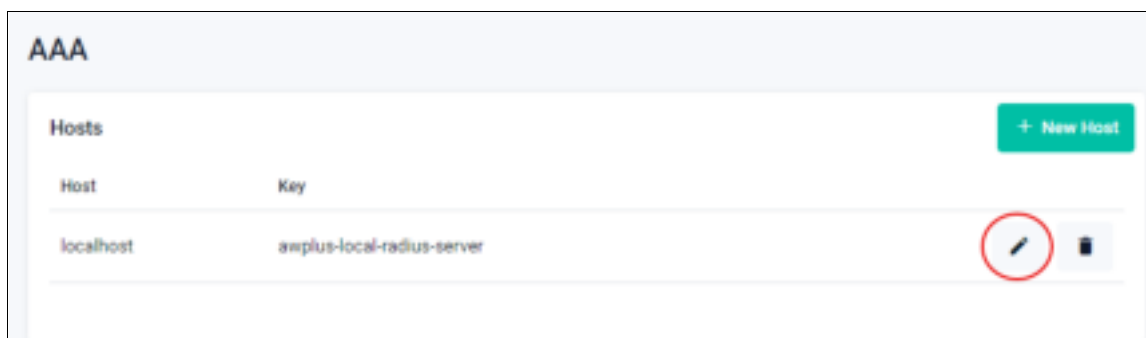 AAA
Hosts
+ New Host
Host Key
localhost awplus-local-radius-server